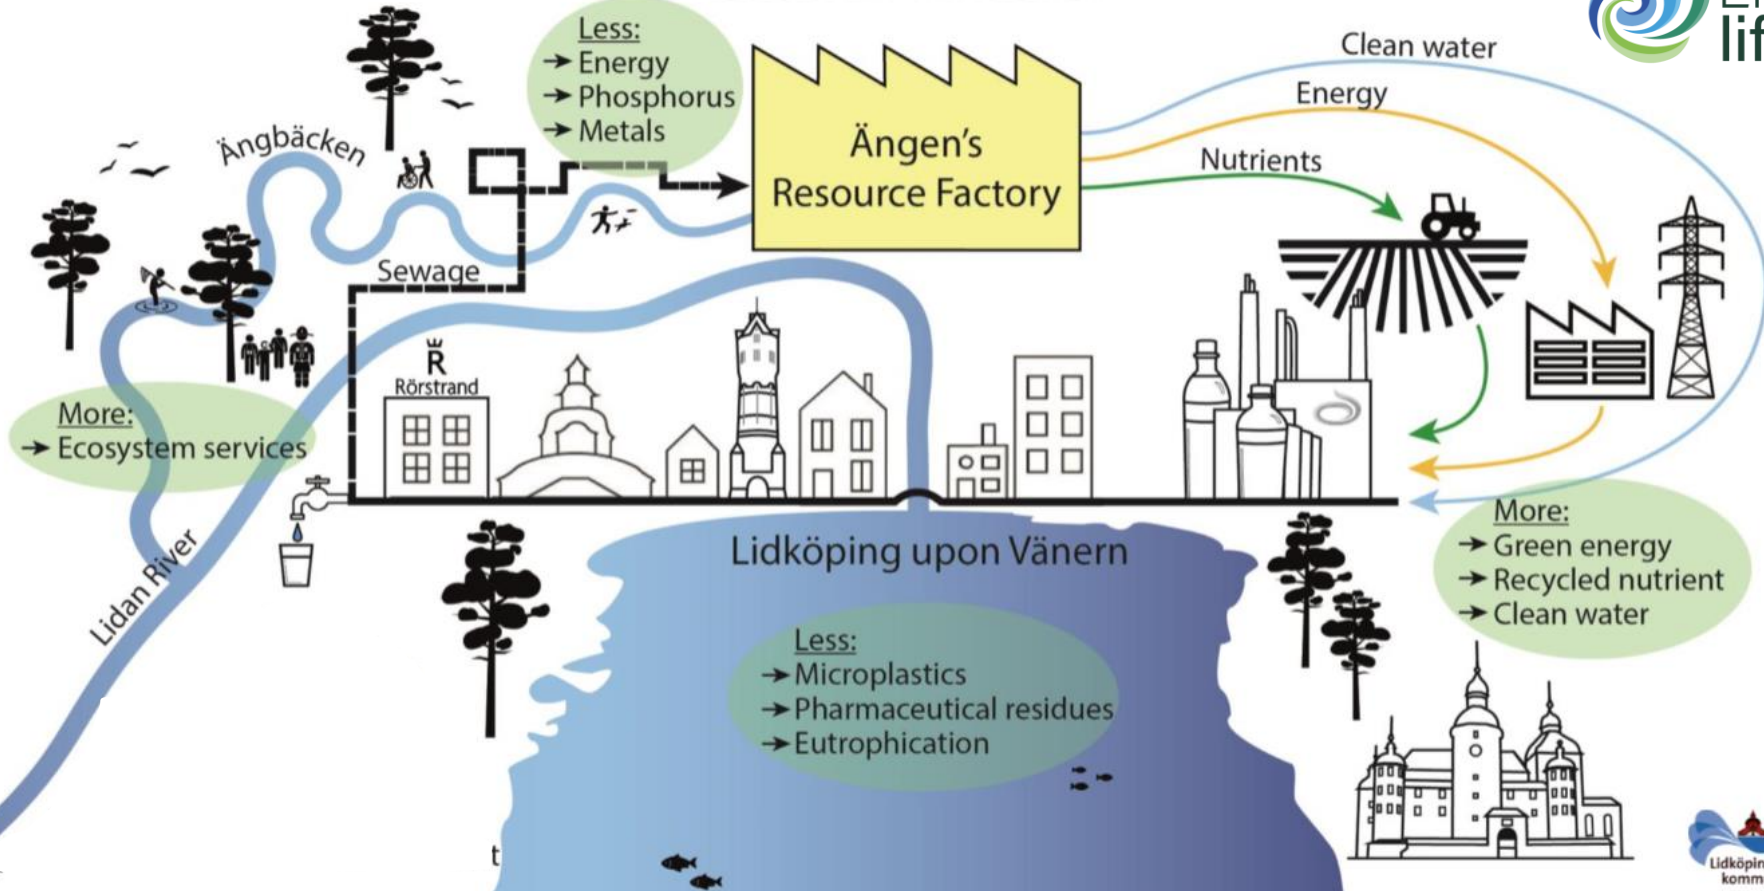 Less:
→ Energy
→ Phosphorus
→ Metals
Ängen's
Resource Factory
Clean water
Energy
Nutrients
Ängbäcken
Sewage
R
Rörstrand
More:
→ Ecosystem services
Lidan River
Lidköping upon Vänern
Less:
→ Microplastics
→ Pharmaceutical residues
→ Eutrophication
More:
→ Green energy
→ Recycled nutrient
→ Clean water
t